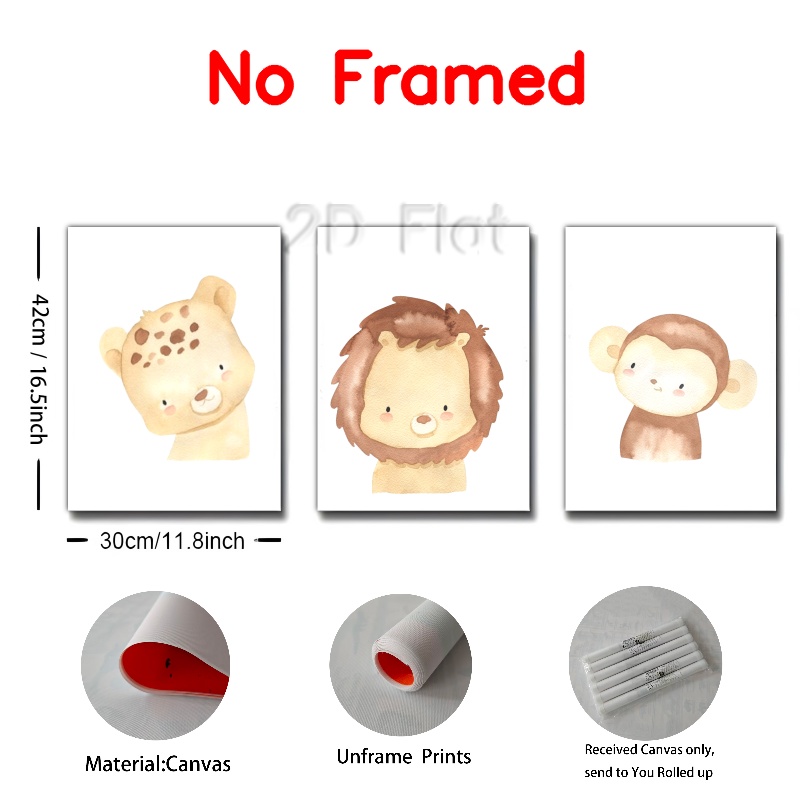 No Framed
2D Flat
42cm / 16.5inch
30cm/11.8inch
Material:Canvas
Unframe Prints
Received Canvas only,
send to You Rolled up